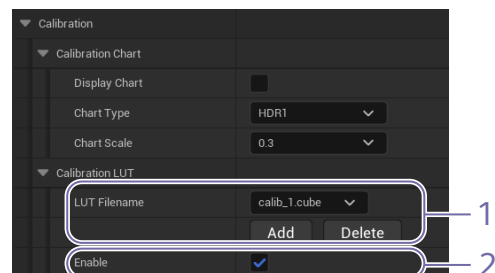 Calibration
Calibration Chart
Display Chart
Chart Type HDR1
Chart Scale 0.3
Calibration LUT
LUT Filename calib_1.cube
Add Delete
1
Enable
2